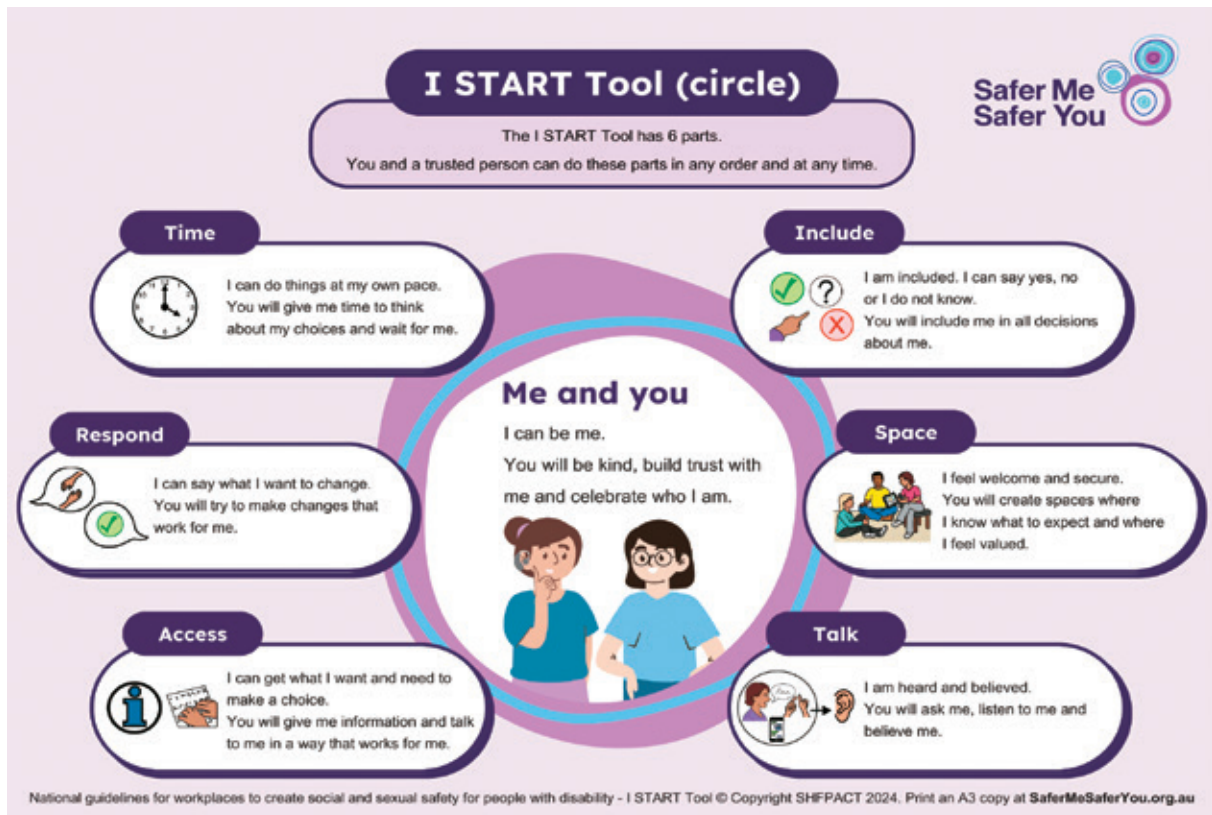 I START Tool (circle)
Safer Me
Safer You
The I START Tool has 6 parts.
You and a trusted person can do these parts in any order and at any time.
Time
I can do things at my own pace.
You will give me time to think
about my choices and wait for me.
Include
I am included. I can say yes, no
or I do not know.
You will include me in all decisions
about me.
Me and you
I can be me.
You will be kind, build trust with
me and celebrate who I am.
Respond
I can say what I want to change.
You will try to make changes that
work for me.
Space
I feel welcome and secure.
You will create spaces where
I know what to expect and where
I feel valued.
Access
I can get what I want and need to
make a choice.
You will give me information and talk
to me in a way that works for me.
Talk
I am heard and believed.
You will ask me, listen to me and
believe me.
National guidelines for workplaces to create social and sexual safety for people with disability - I START Tool © Copyright SHFPACT 2024. Print an A3 copy at SaferMeSaferYou.org.au